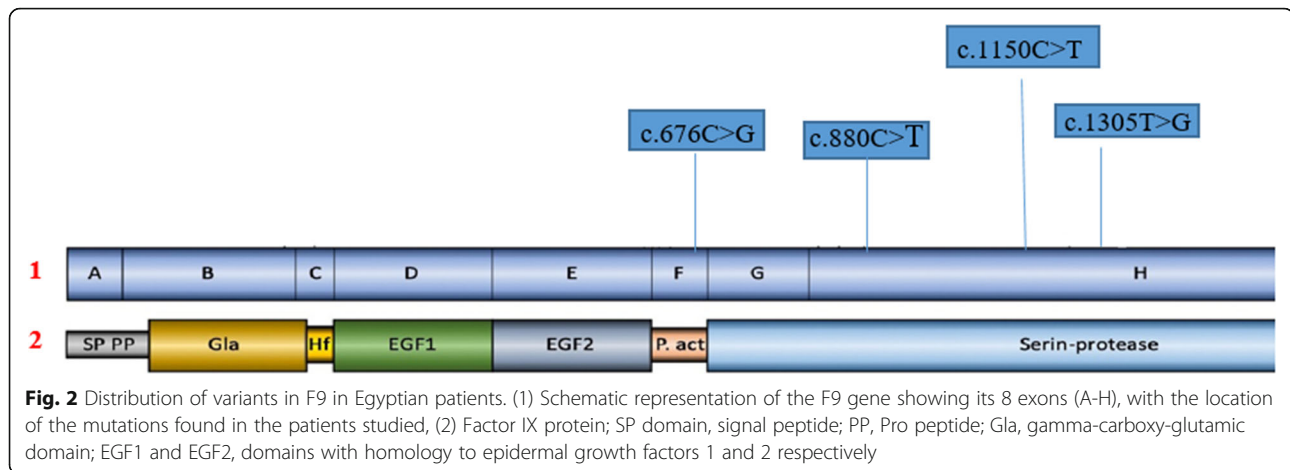 c.1150C>T
c.676C>G
c.880C>T
c.1305T>G
1 A B C D E F G H
2 SP PP Gla Hf EGF1 EGF2 P. act Serin-protease
Fig. 2 Distribution of variants in F9 in Egyptian patients. (1) Schematic representation of the F9 gene showing its 8 exons (A-H), with the location
of the mutations found in the patients studied, (2) Factor IX protein; SP domain, signal peptide; PP, Pro peptide; Gla, gamma-carboxy-glutamic
domain; EGF1 and EGF2, domains with homology to epidermal growth factors 1 and 2 respectively